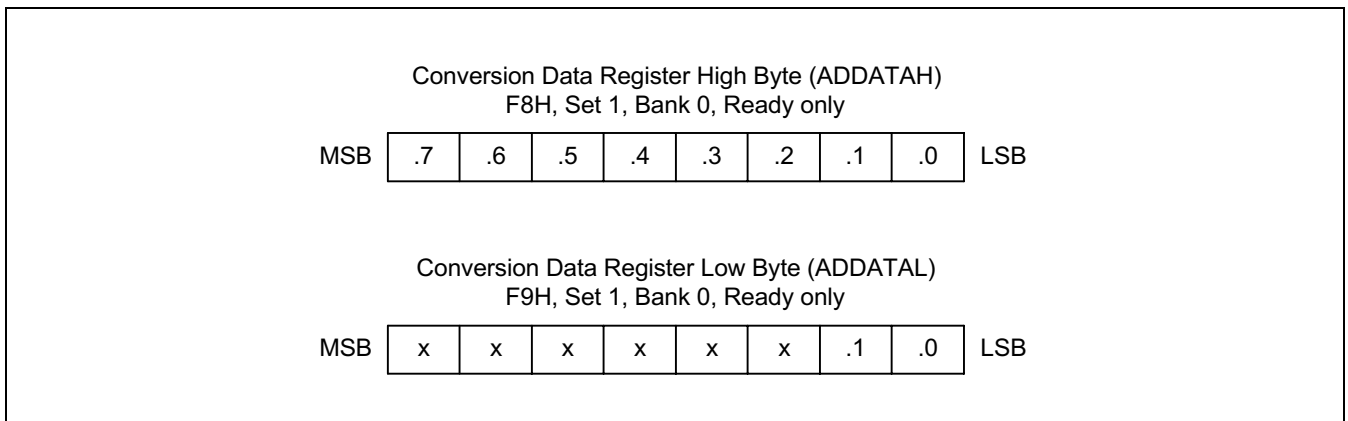 Conversion Data Register High Byte (ADDATAH)
F8H, Set 1, Bank 0, Ready only
MSB .7 .6 .5 .4 .3 .2 .1 .0 LSB
Conversion Data Register Low Byte (ADDATAL)
F9H, Set 1, Bank 0, Ready only
MSB x x x x x x .1 .0 LSB